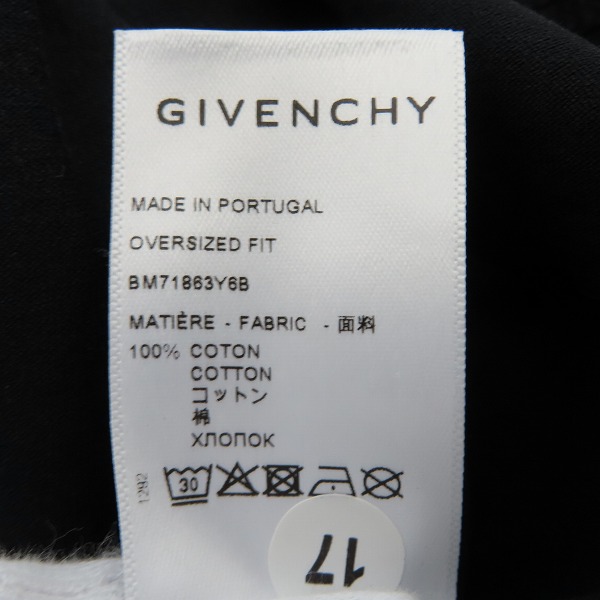 GIVENCHY
MADE IN PORTUGAL
OVERSIZED FIT
BM71863Y6B
MATIÈRE - FABRIC - 面料
100% COTON
COTTON
コットン
棉
ХЛОПОК
30
1292
17